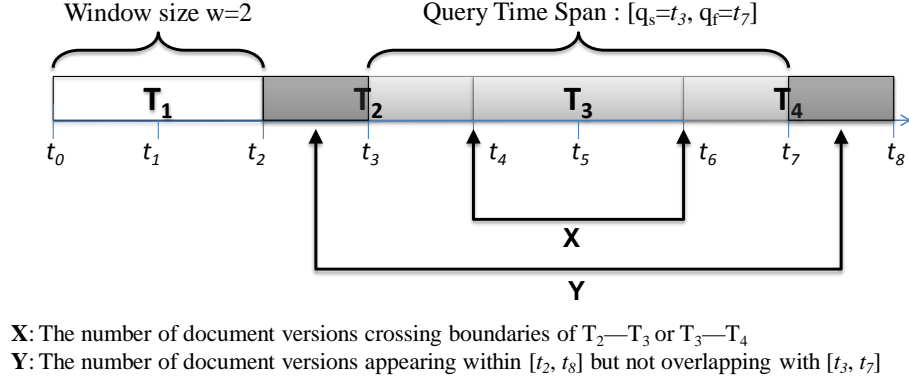 Window size w=2 Query Time Span : [qₛ=t₃, q_f=t₇]
T₁ T₂ T₃ T₄
t₀ t₁ t₂ t₃ t₄ t₅ t₆ t₇ t₈
X
Y
X: The number of document versions crossing boundaries of T₂—T₃ or T₃—T₄
Y: The number of document versions appearing within [t₂, t₈] but not overlapping with [t₃, t₇]